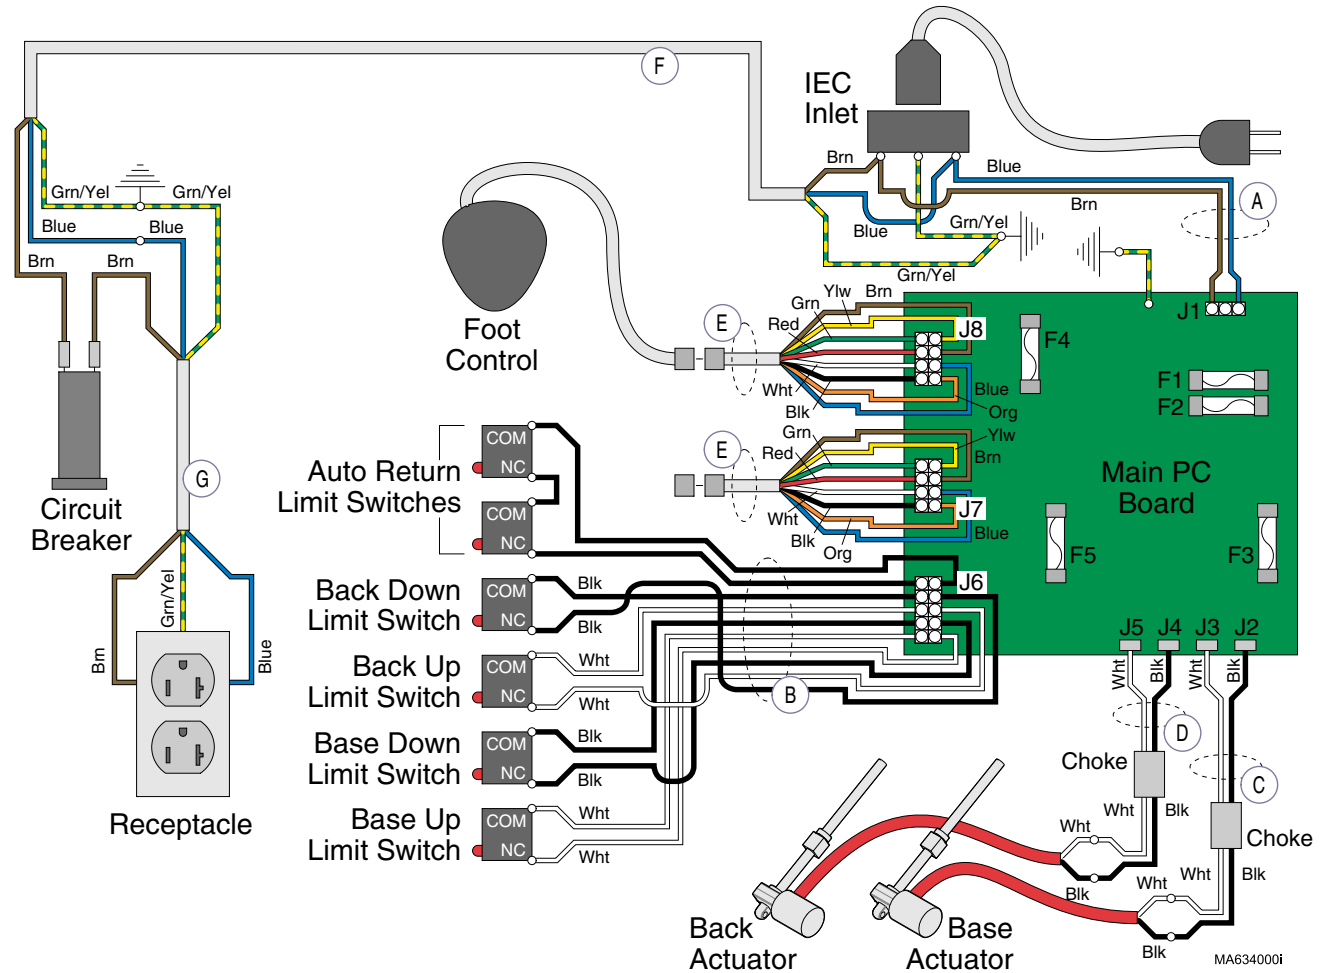 F
IEC
Inlet
Brn
Blue
A
Brn
Blue
Grn/Yel
Grn/Yel
Grn/Yel
Grn/Yel
Blue
Blue
Brn
Brn
Circuit
Breaker
G
Grn/Yel
Brn
Blue
Receptacle
Foot
Control
E
Ylw
Brn
Grn
Red
Wht
Blk
J8
Blue
Org
E
Grn
Red
Wht
Blk
Org
Ylw
Brn
J7
Blue
J1
F4
F1
F2
Main PC
Board
F5
F3
J6
J5
J4
J3
J2
Auto Return
Limit Switches
COM
NC
COM
NC
Back Down
Limit Switch
COM
NC
Blk
Blk
Back Up
Limit Switch
COM
NC
Wht
Wht
Base Down
Limit Switch
COM
NC
Blk
Blk
Base Up
Limit Switch
COM
NC
Wht
Wht
B
Wht
Blk
Wht
Blk
D
C
Choke
Wht
Blk
Choke
Wht
Blk
Wht
Blk
Wht
Blk
Back
Actuator
Base
Actuator
MA634000i